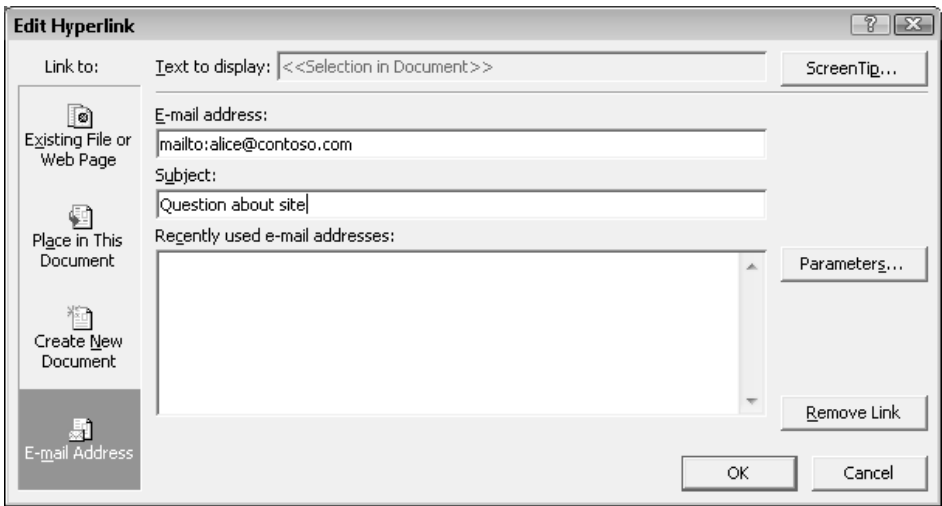 Edit Hyperlink
Link to:
Text to display: <<Selection in Document>>
ScreenTip...
Existing File or
Web Page
Place in This
Document
Create New
Document
E-mail Address
E-mail address:
mailto:alice@contoso.com
Subject:
Question about site
Recently used e-mail addresses:
Parameters...
Remove Link
OK
Cancel